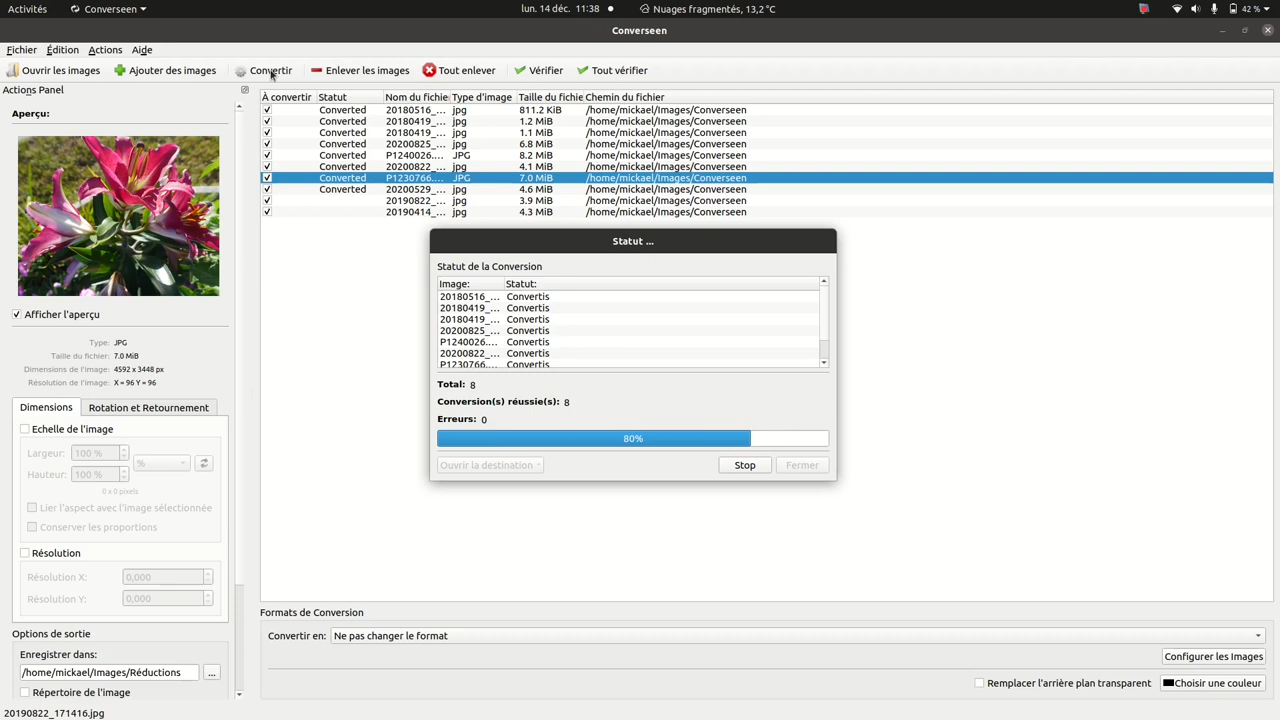 Activités
Converseen
lun. 14 déc. 11:38
Nuages fragmentés, 13,2 °C
42 %
Converseen
Fichier Édition Actions Aide
Ouvrir les images Ajouter des images Convertir Enlever les images Tout enlever Vérifier Tout vérifier
Actions Panel
Aperçu:
Afficher l'aperçu
Type: JPG
Taille du fichier: 7.0 MiB
Dimensions de l'image: 4592 x 3448 px
Résolution de l'image: X = 96 Y = 96
Dimensions Rotation et Retournement
Echelle de l'image
Largeur: 100 % %
Hauteur: 100 %
0 x 0 pixels
Lier l'aspect avec l'image sélectionnée
Conserver les proportions
Résolution
Résolution X: 0,000
Résolution Y: 0,000
Options de sortie
Enregistrer dans:
/home/mickael/Images/Réductions ...
Répertoire de l'image
20190822_171416.jpg
À convertir Statut Nom du fichie Type d'image Taille du fichie Chemin du fichier
Converted 20180516_... jpg 811.2 KiB /home/mickael/Images/Converseen
Converted 20180419_... jpg 1.2 MiB /home/mickael/Images/Converseen
Converted 20180419_... jpg 1.1 MiB /home/mickael/Images/Converseen
Converted 20200825_... jpg 6.8 MiB /home/mickael/Images/Converseen
Converted P1240026.... JPG 8.2 MiB /home/mickael/Images/Converseen
Converted 20200822_... jpg 4.1 MiB /home/mickael/Images/Converseen
Converted P1230766.... JPG 7.0 MiB /home/mickael/Images/Converseen
Converted 20200529_... jpg 4.6 MiB /home/mickael/Images/Converseen
20190822_... jpg 3.9 MiB /home/mickael/Images/Converseen
20190414_... jpg 4.3 MiB /home/mickael/Images/Converseen
Statut ...
Statut de la Conversion
Image: Statut:
20180516_... Convertis
20180419_... Convertis
20180419_... Convertis
20200825_... Convertis
P1240026.... Convertis
20200822_... Convertis
P1230766.... Convertis
Total: 8
Conversion(s) réussie(s): 8
Erreurs: 0
80%
Ouvrir la destination Stop Fermer
Formats de Conversion
Convertir en: Ne pas changer le format
Configurer les Images
Remplacer l'arrière plan transparent Choisir une couleur